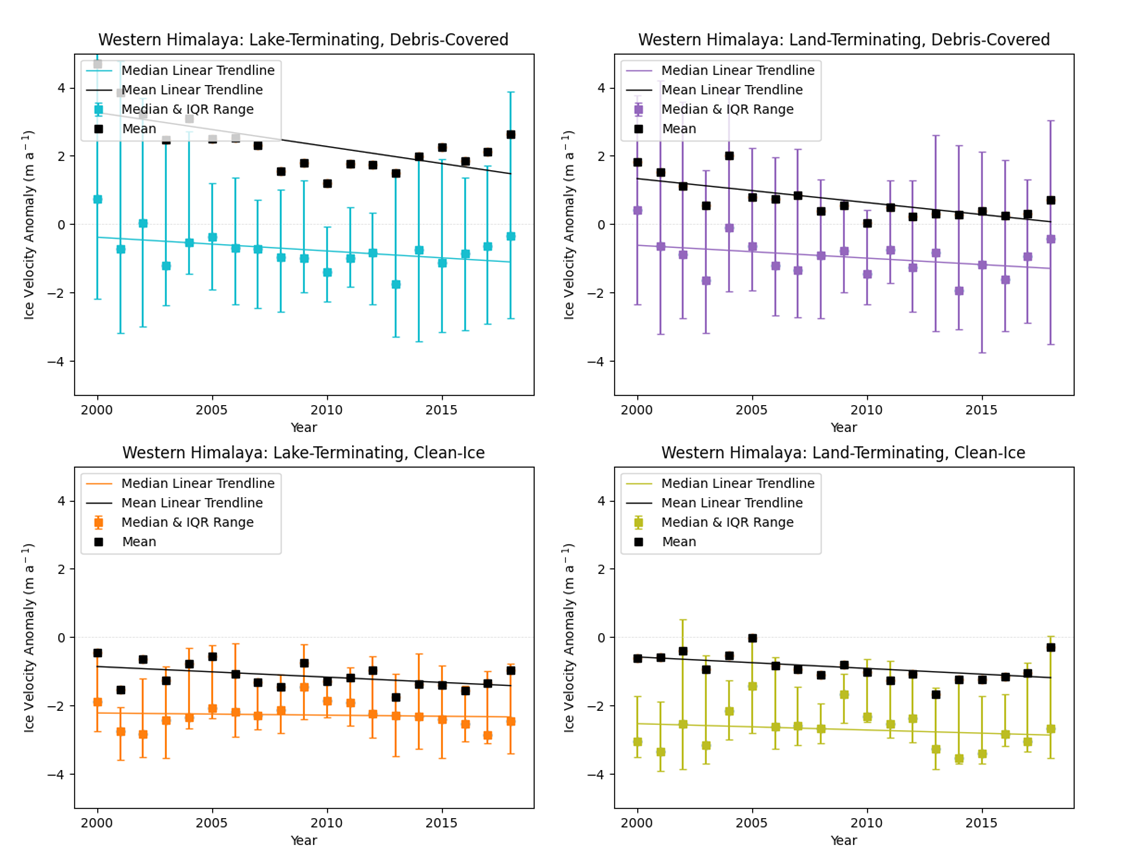 Western Himalaya: Lake-Terminating, Debris-Covered
Median Linear Trendline
Mean Linear Trendline
Median & IQR Range
Mean
4
2
0
−2
−4
Ice Velocity Anomaly (m a⁻¹)
2000 2005 2010 2015
Year
Western Himalaya: Land-Terminating, Debris-Covered
Median Linear Trendline
Mean Linear Trendline
Median & IQR Range
Mean
4
2
0
−2
−4
Ice Velocity Anomaly (m a⁻¹)
2000 2005 2010 2015
Year
Western Himalaya: Lake-Terminating, Clean-Ice
Median Linear Trendline
Mean Linear Trendline
Median & IQR Range
Mean
4
2
0
−2
−4
Ice Velocity Anomaly (m a⁻¹)
2000 2005 2010 2015
Year
Western Himalaya: Land-Terminating, Clean-Ice
Median Linear Trendline
Mean Linear Trendline
Median & IQR Range
Mean
4
2
0
−2
−4
Ice Velocity Anomaly (m a⁻¹)
2000 2005 2010 2015
Year